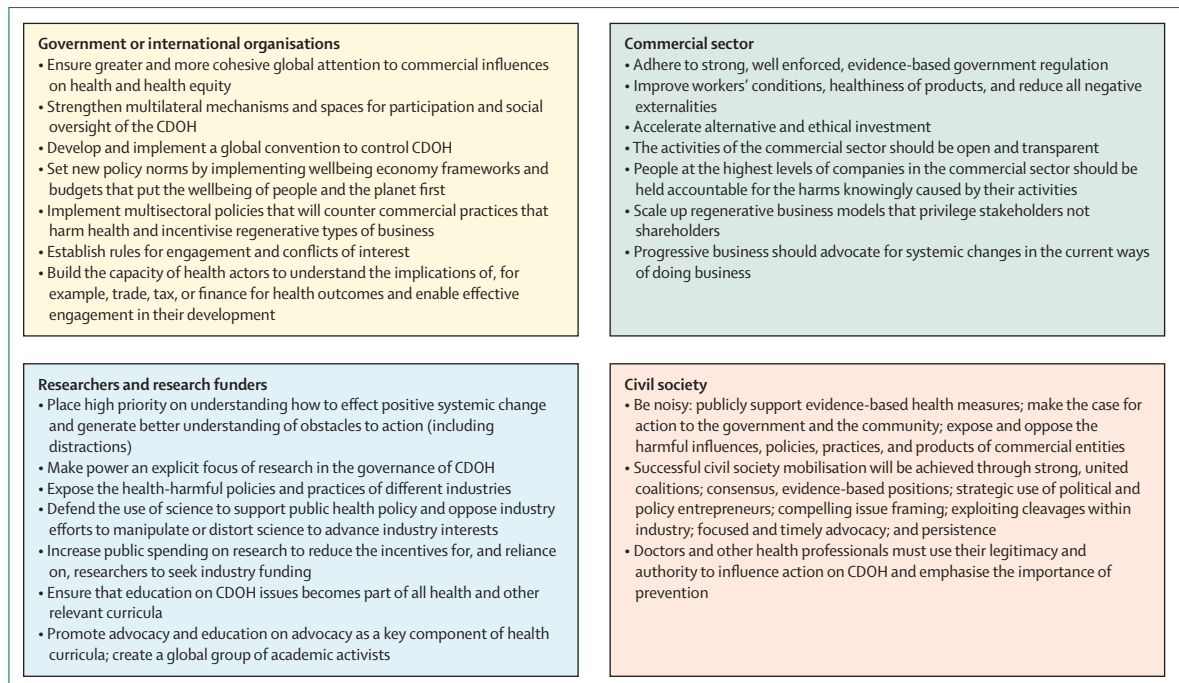 Government or international organisations
• Ensure greater and more cohesive global attention to commercial influences
on health and health equity
• Strengthen multilateral mechanisms and spaces for participation and social
oversight of the CDOH
• Develop and implement a global convention to control CDOH
• Set new policy norms by implementing wellbeing economy frameworks and
budgets that put the wellbeing of people and the planet first
• Implement multisectoral policies that will counter commercial practices that
harm health and incentivise regenerative types of business
• Establish rules for engagement and conflicts of interest
• Build the capacity of health actors to understand the implications of, for
example, trade, tax, or finance for health outcomes and enable effective
engagement in their development
Commercial sector
• Adhere to strong, well enforced, evidence-based government regulation
• Improve workers' conditions, healthiness of products, and reduce all negative
externalities
• Accelerate alternative and ethical investment
• The activities of the commercial sector should be open and transparent
• People at the highest levels of companies in the commercial sector should be
held accountable for the harms knowingly caused by their activities
• Scale up regenerative business models that privilege stakeholders not
shareholders
• Progressive business should advocate for systemic changes in the current ways
of doing business
Researchers and research funders
• Place high priority on understanding how to effect positive systemic change
and generate better understanding of obstacles to action (including
distractions)
• Make power an explicit focus of research in the governance of CDOH
• Expose the health-harmful policies and practices of different industries
• Defend the use of science to support public health policy and oppose industry
efforts to manipulate or distort science to advance industry interests
• Increase public spending on research to reduce the incentives for, and reliance
on, researchers to seek industry funding
• Ensure that education on CDOH issues becomes part of all health and other
relevant curricula
• Promote advocacy and education on advocacy as a key component of health
curricula; create a global group of academic activists
Civil society
• Be noisy: publicly support evidence-based health measures; make the case for
action to the government and the community; expose and oppose the
harmful influences, policies, practices, and products of commercial entities
• Successful civil society mobilisation will be achieved through strong, united
coalitions; consensus, evidence-based positions; strategic use of political and
policy entrepreneurs; compelling issue framing; exploiting cleavages within
industry; focused and timely advocacy; and persistence
• Doctors and other health professionals must use their legitimacy and
authority to influence action on CDOH and emphasise the importance of
prevention